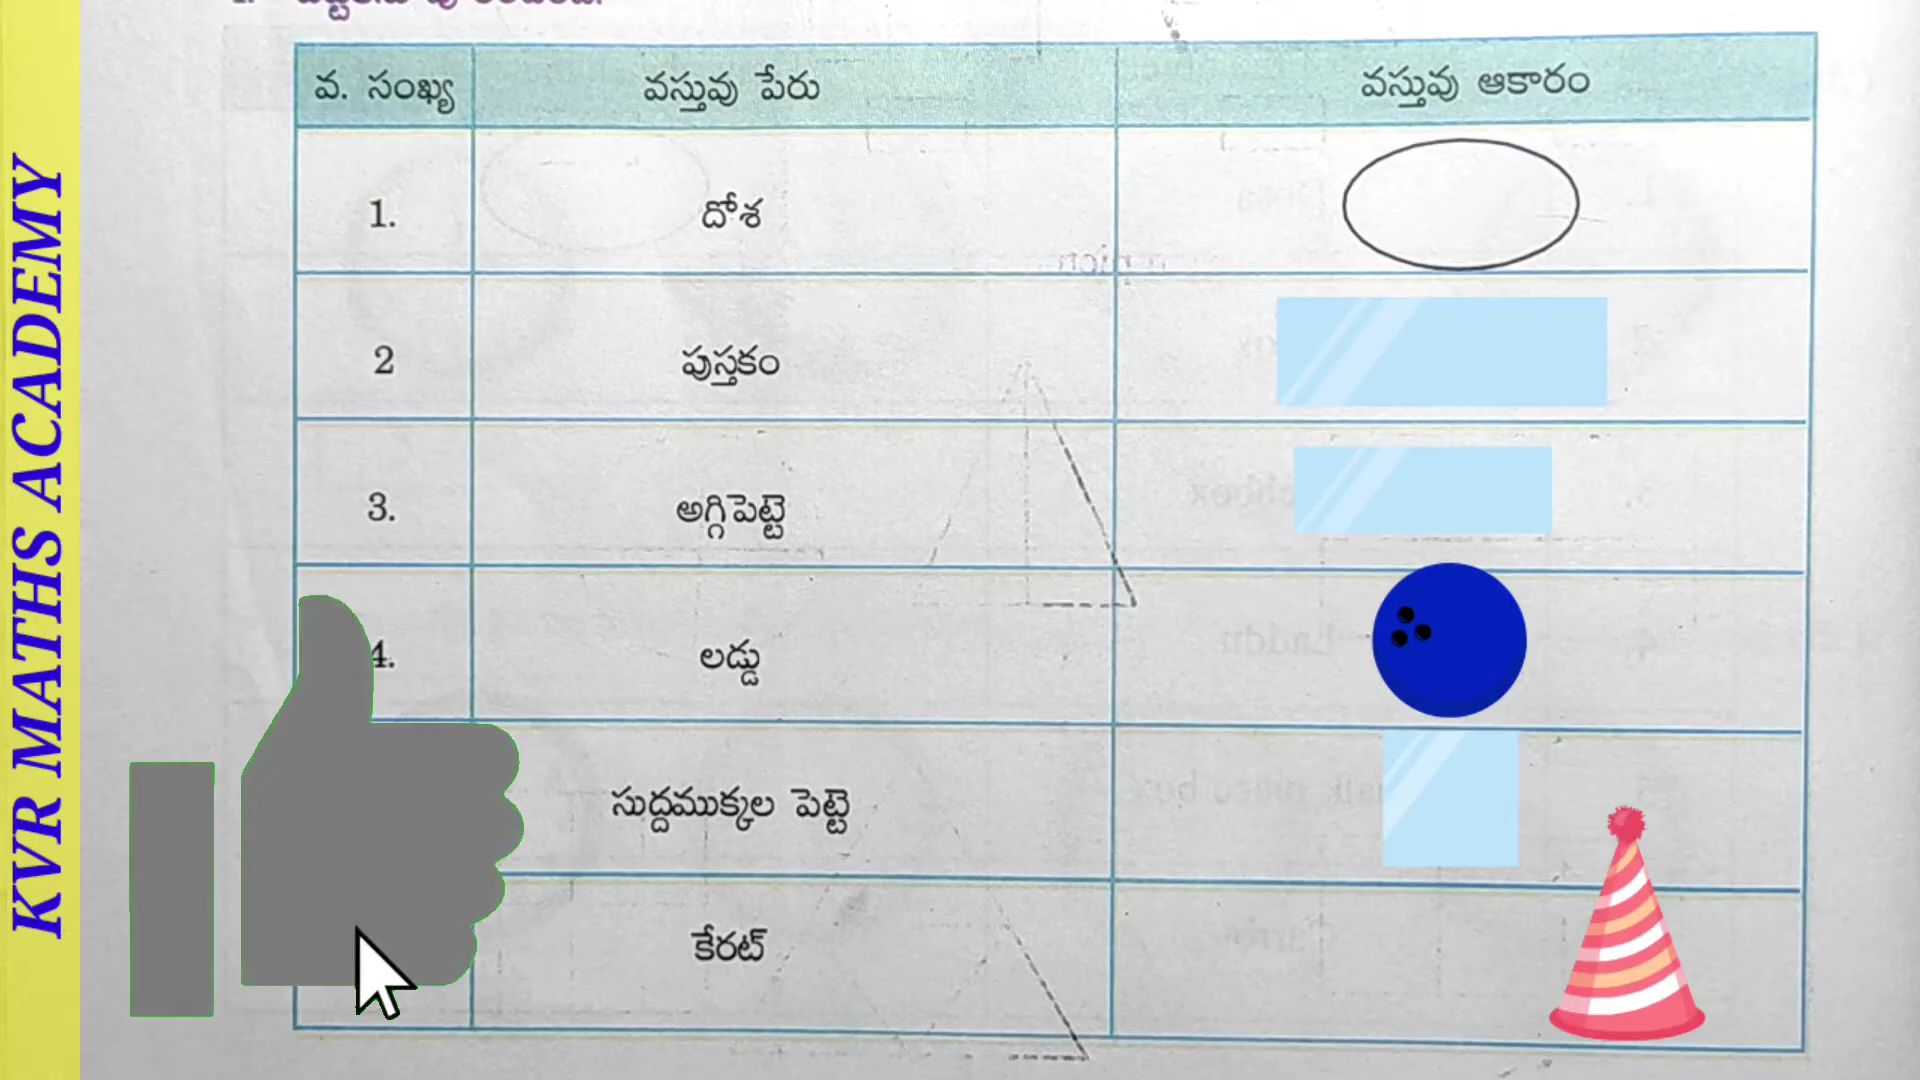 KVR MATHS ACADEMY
వ. సంఖ్య వస్తువు పేరు వస్తువు ఆకారం
1. దోశ
2 పుస్తకం
3. అగ్గిపెట్టె
4. లడ్డు
సుద్దముక్కల పెట్టె
కేరట్